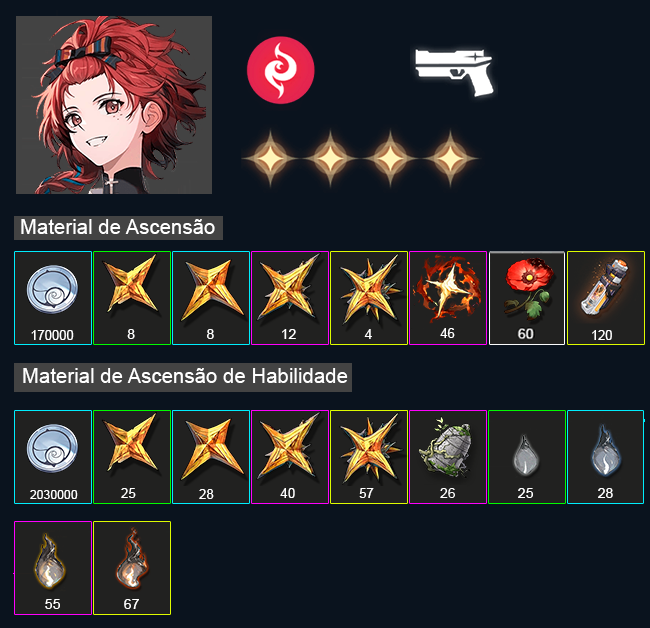 Material de Ascensão
170000 8 8 12 4 46 60 120
Material de Ascensão de Habilidade
2030000 25 28 40 57 26 25 28
55 67